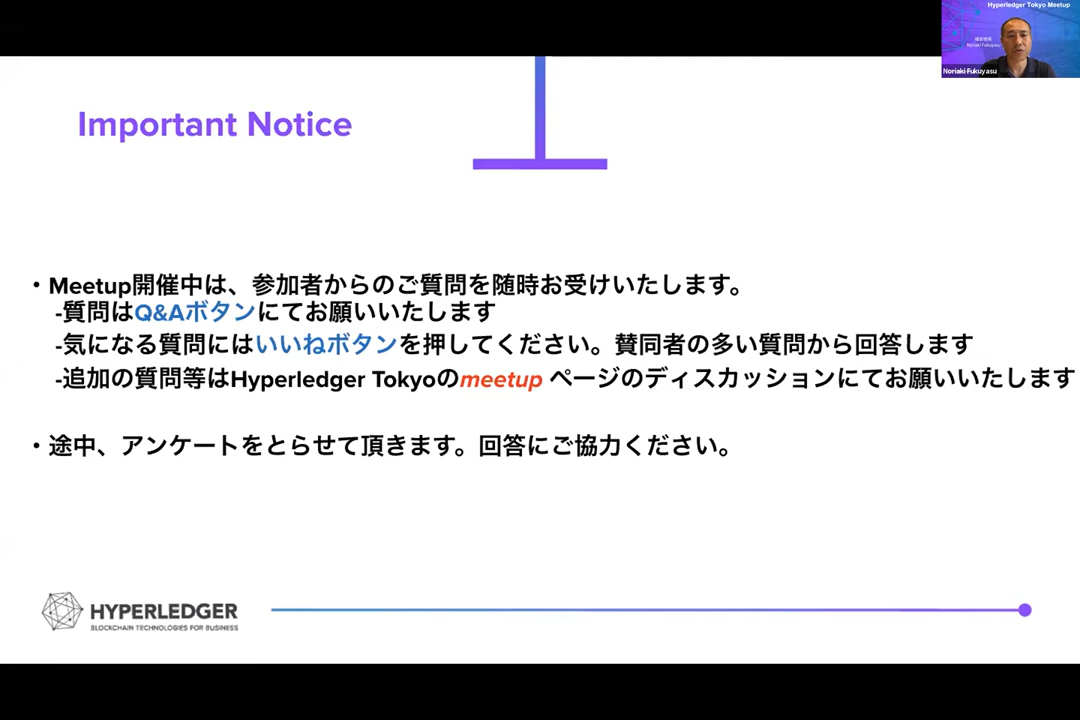 Hyperledger Tokyo Meetup
福安徳晃
Noriaki Fukuyasu
Noriaki Fukuyasu
Important Notice
・Meetup開催中は、参加者からのご質問を随時お受けいたします。
-質問はQ&Aボタンにてお願いいたします
-気になる質問にはいいねボタンを押してください。賛同者の多い質問から回答します
-追加の質問等はHyperledger Tokyoのmeetup ページのディスカッションにてお願いいたします
・途中、アンケートをとらせて頂きます。回答にご協力ください。
HYPERLEDGER
BLOCKCHAIN TECHNOLOGIES FOR BUSINESS